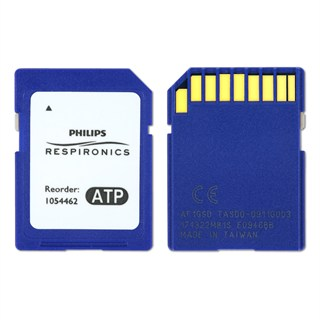 PHILIPS
RESPIRONICS
Reorder:
1054462
ATP
CE
MADE IN TAIWAN